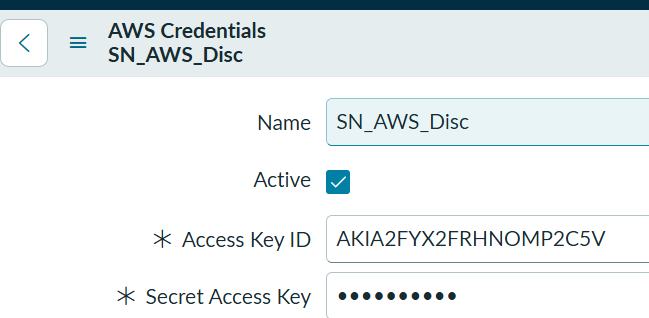 AWS Credentials
SN_AWS_Disc
Name SN_AWS_Disc
Active
* Access Key ID AKIA2FYX2FRHNOMP2C5V
* Secret Access Key ••••••••••